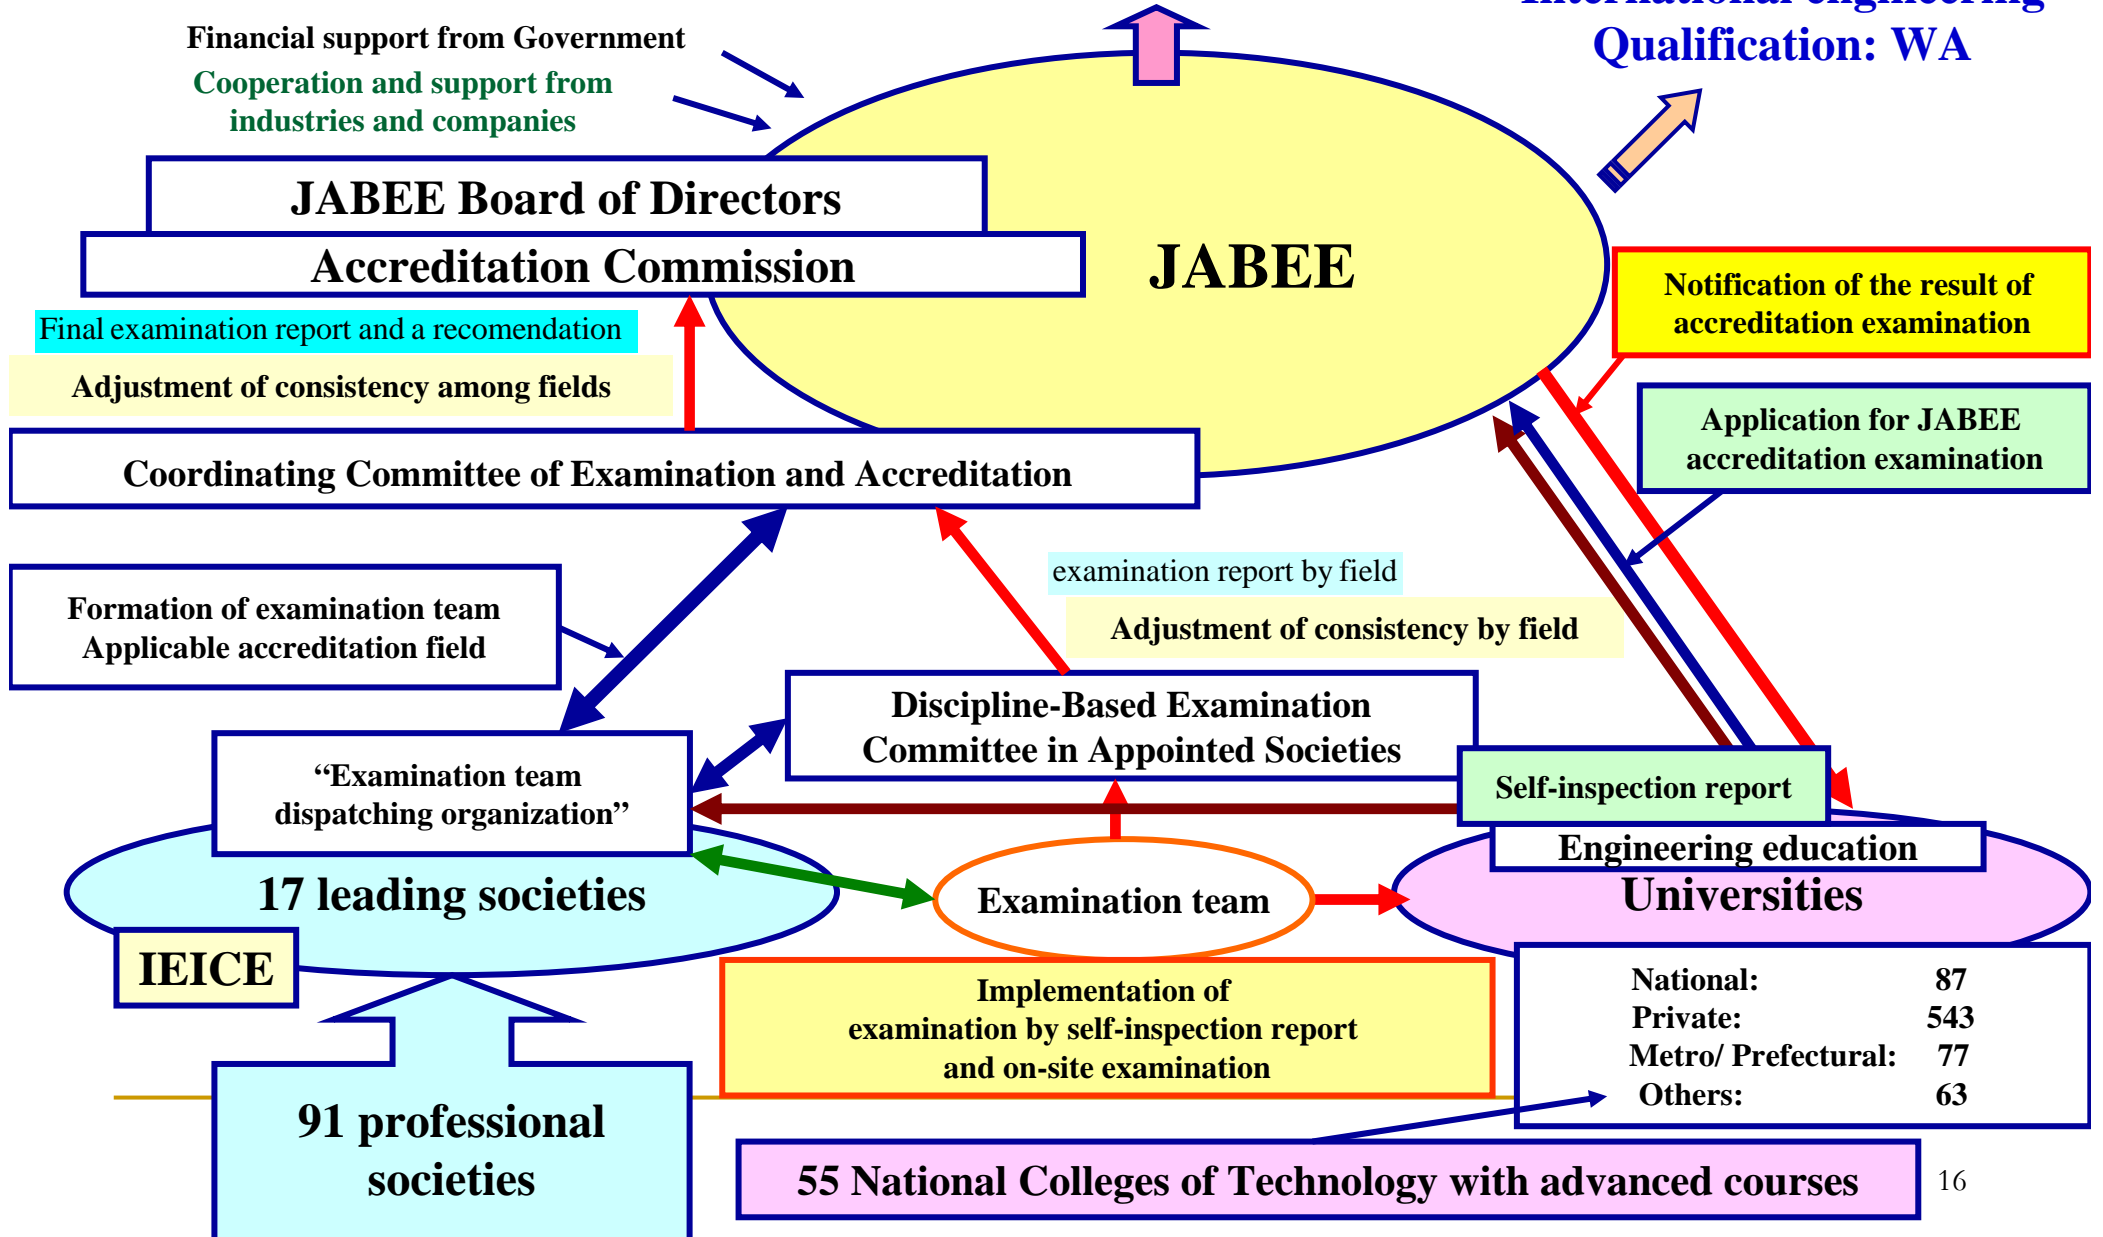 International engineering
Qualification: WA
Financial support from Government
Cooperation and support from
industries and companies
JABEE Board of Directors
Accreditation Commission
JABEE
Notification of the result of
accreditation examination
Final examination report and a recomendation
Adjustment of consistency among fields
Application for JABEE
accreditation examination
Coordinating Committee of Examination and Accreditation
examination report by field
Adjustment of consistency by field
Formation of examination team
Applicable accreditation field
Discipline-Based Examination
Committee in Appointed Societies
“Examination team
dispatching organization”
Self-inspection report
Engineering education
Universities
17 leading societies
Examination team
IEICE
Implementation of
examination by self-inspection report
and on-site examination
National: 87
Private: 543
Metro/ Prefectural: 77
Others: 63
91 professional
societies
55 National Colleges of Technology with advanced courses
16